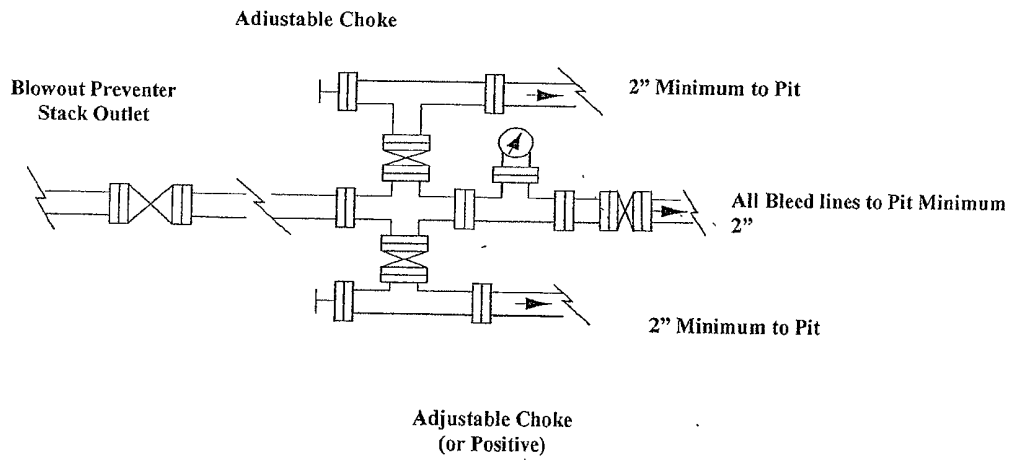 Adjustable Choke
Blowout Preventer
Stack Outlet
2” Minimum to Pit
All Bleed lines to Pit Minimum
2”
2” Minimum to Pit
Adjustable Choke
(or Positive)